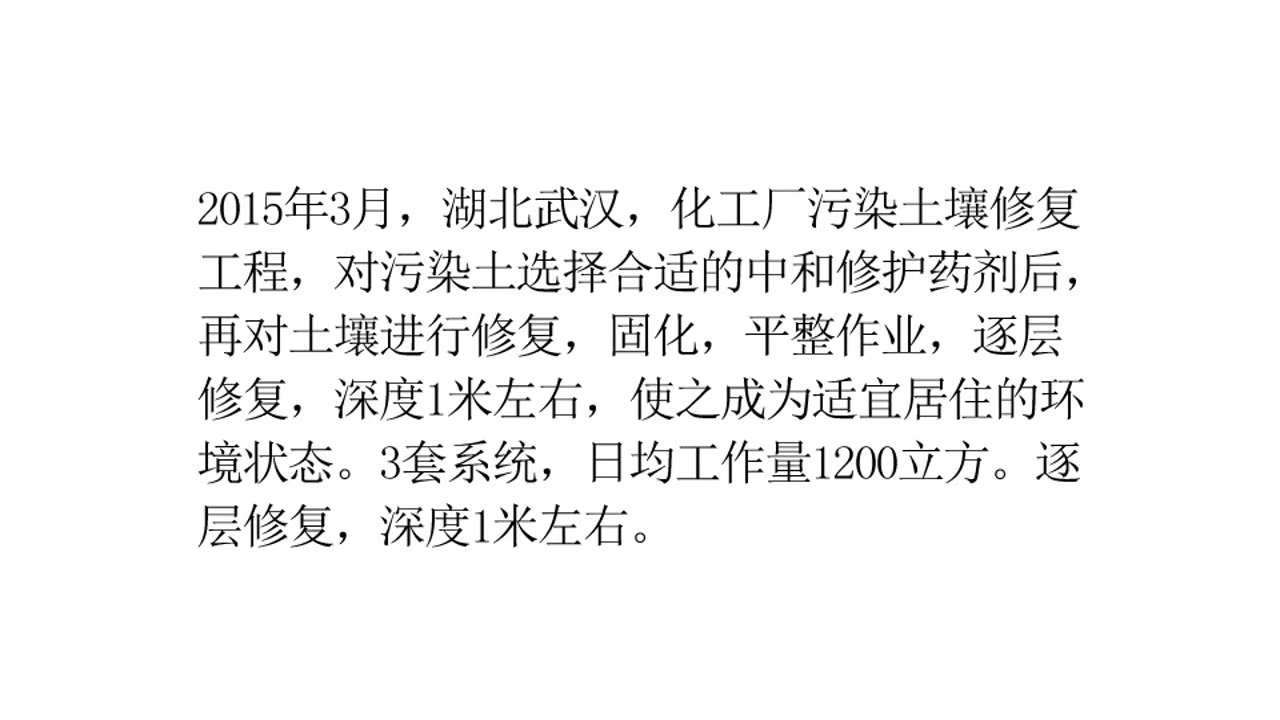 2015年3月，湖北武汉，化工厂污染土壤修复
工程，对污染土选择合适的中和修护药剂后，
再对土壤进行修复，固化，平整作业，逐层
修复，深度1米左右，使之成为适宜居住的环
境状态。3套系统，日均工作量1200立方。逐
层修复，深度1米左右。